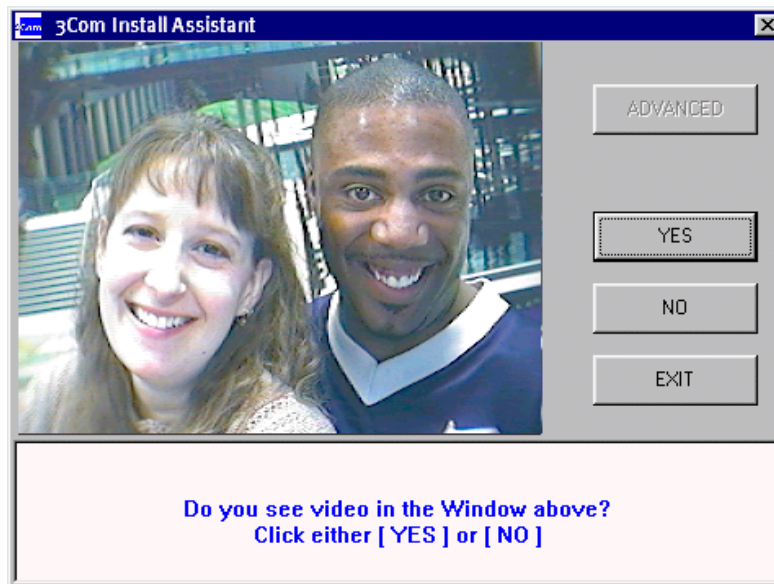 3Com 3Com Install Assistant
ADVANCED
YES
NO
EXIT
Do you see video in the Window above?
Click either [ YES ] or [ NO ]